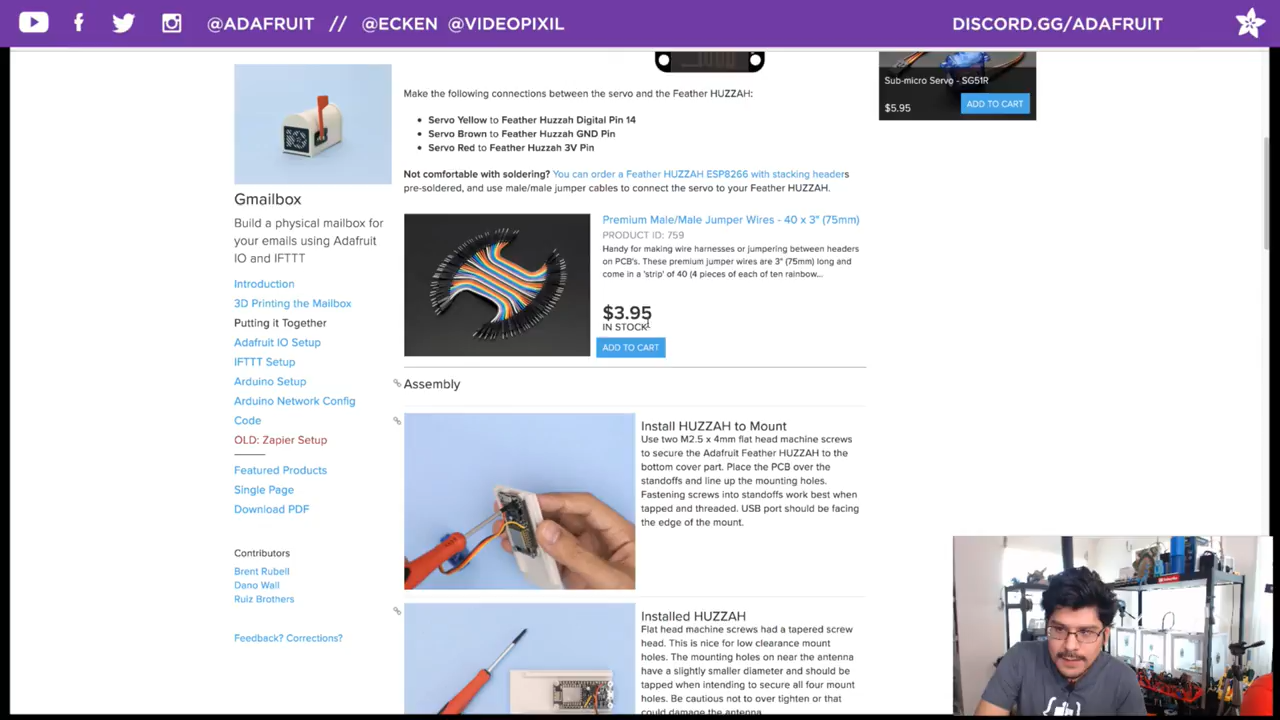 @ADAFRUIT // @ECKEN @VIDEOPIXIL
DISCORD.GG/ADAFRUIT
Gmailbox
Build a physical mailbox for
your emails using Adafruit
IO and IFTTT
Introduction
3D Printing the Mailbox
Putting it Together
Adafruit IO Setup
IFTTT Setup
Arduino Setup
Arduino Network Config
Code
OLD: Zapier Setup
Featured Products
Single Page
Download PDF
Contributors
Brent Rubell
Dano Wall
Ruiz Brothers
Feedback? Corrections?
Make the following connections between the servo and the Feather HUZZAH:
Servo Yellow to Feather Huzzah Digital Pin 14
Servo Brown to Feather Huzzah GND Pin
Servo Red to Feather Huzzah 3V Pin
Not comfortable with soldering? You can order a Feather HUZZAH ESP8266 with stacking headers
pre-soldered, and use male/male jumper cables to connect the servo to your Feather HUZZAH.
Premium Male/Male Jumper Wires - 40 x 3" (75mm)
PRODUCT ID: 759
Handy for making wire harnesses or jumpering between headers
on PCB's. These premium jumper wires are 3" (75mm) long and
come in a 'strip' of 40 (4 pieces of each of ten rainbow...
$3.95
IN STOCK
ADD TO CART
Assembly
Install HUZZAH to Mount
Use two M2.5 x 4mm flat head machine screws
to secure the Adafruit Feather HUZZAH to the
bottom cover part. Place the PCB over the
standoffs and line up the mounting holes.
Fastening screws into standoffs work best when
tapped and threaded. USB port should be facing
the edge of the mount.
Installed HUZZAH
Flat head machine screws had a tapered screw
head. This is nice for low clearance mount
holes. The mounting holes on near the antenna
have a slightly smaller diameter and should be
tapped when intending to secure all four mount
holes. Be cautious not to over tighten or that
could damage the antenna.
Sub-micro Servo - SG51R
$5.95
ADD TO CART